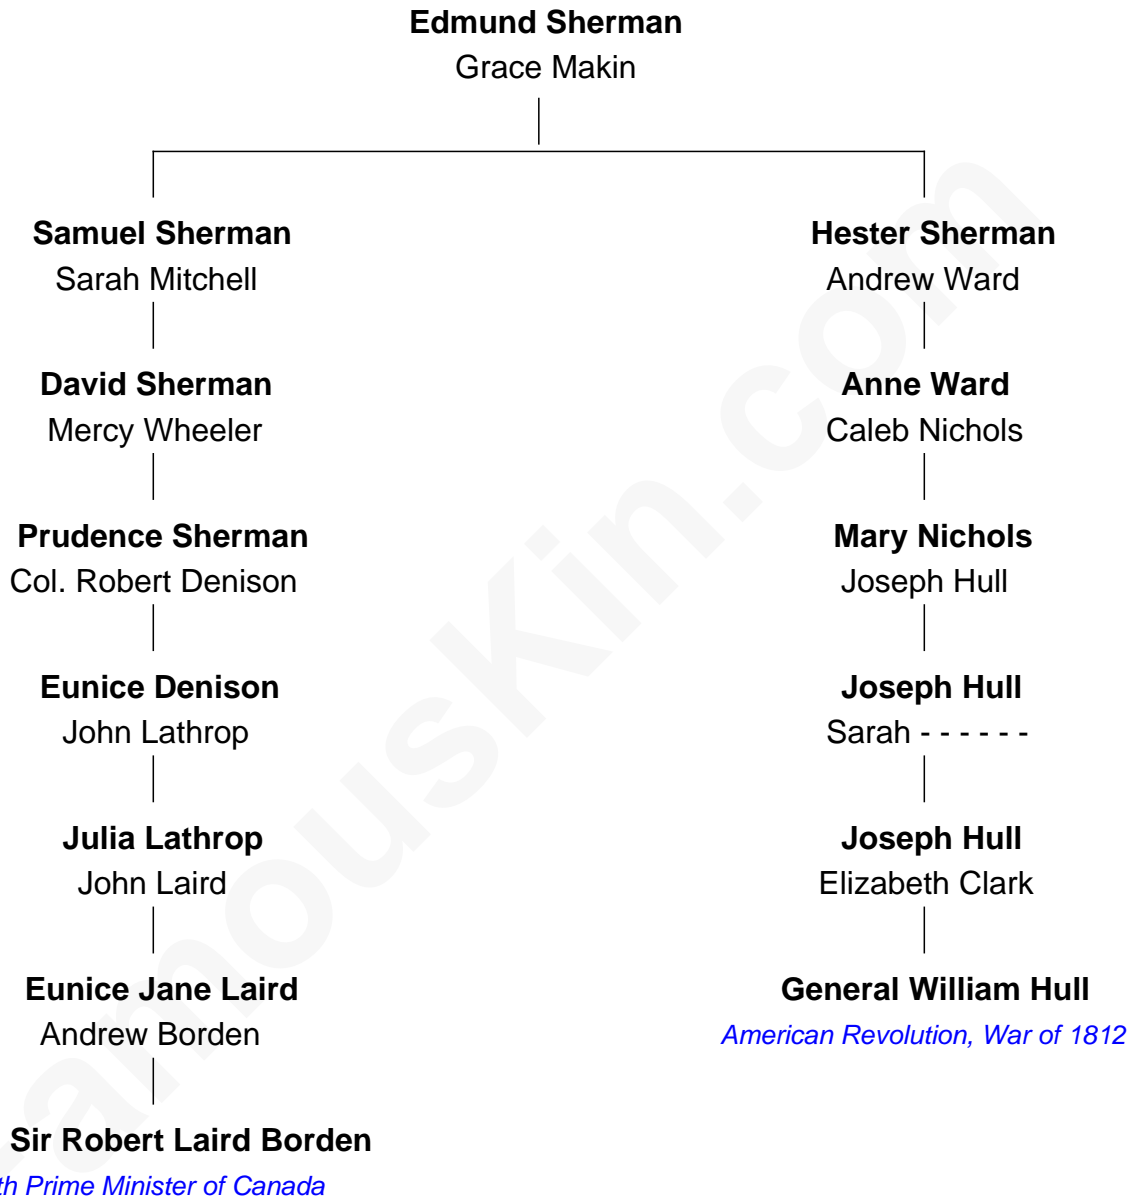 Edmund Sherman
Grace Makin
Samuel Sherman
Sarah Mitchell
David Sherman
Mercy Wheeler
Prudence Sherman
Col. Robert Denison
Eunice Denison
John Lathrop
Julia Lathrop
John Laird
Eunice Jane Laird
Andrew Borden
Sir Robert Laird Borden
th Prime Minister of Canada
Hester Sherman
Andrew Ward
Anne Ward
Caleb Nichols
Mary Nichols
Joseph Hull
Joseph Hull
Sarah - - - - - -
Joseph Hull
Elizabeth Clark
General William Hull
American Revolution, War of 1812
FamousKin.com